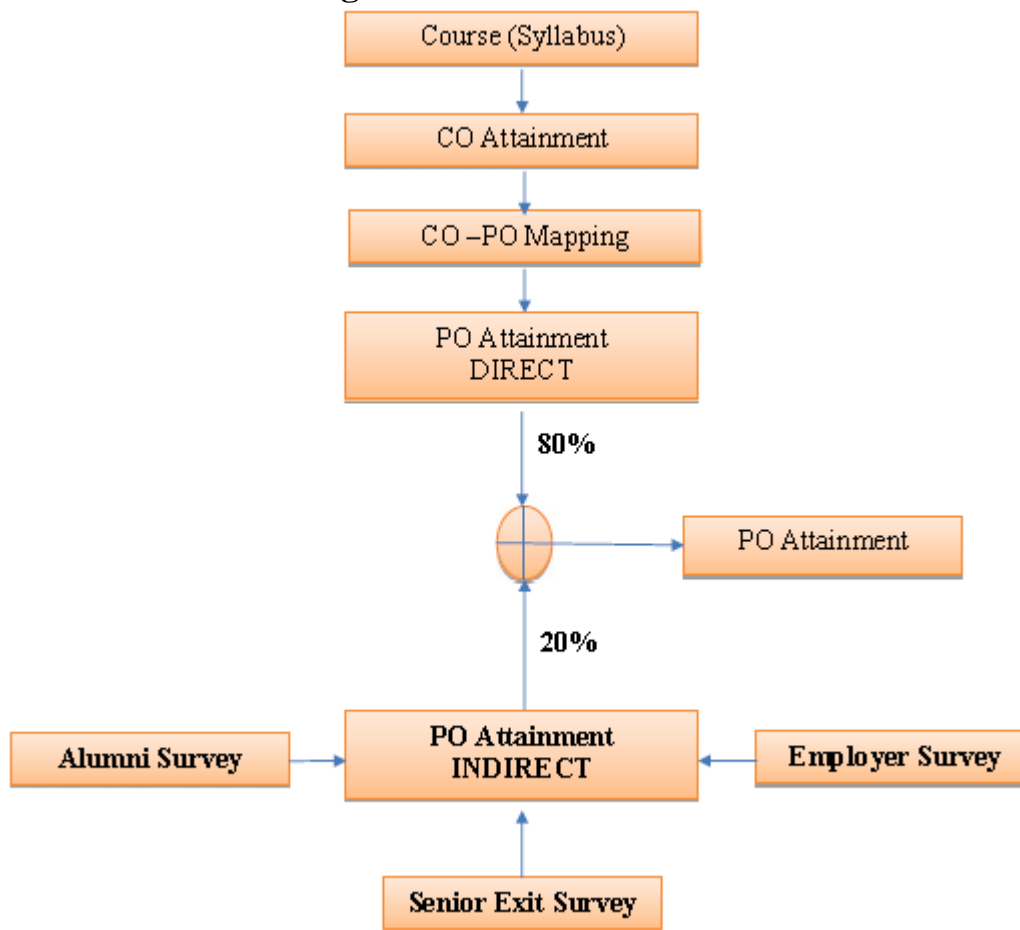 Course (Syllabus)
CO Attainment
CO –PO Mapping
PO Attainment
DIRECT
80%
PO Attainment
20%
PO Attainment
INDIRECT
Alumni Survey
Employer Survey
Senior Exit Survey